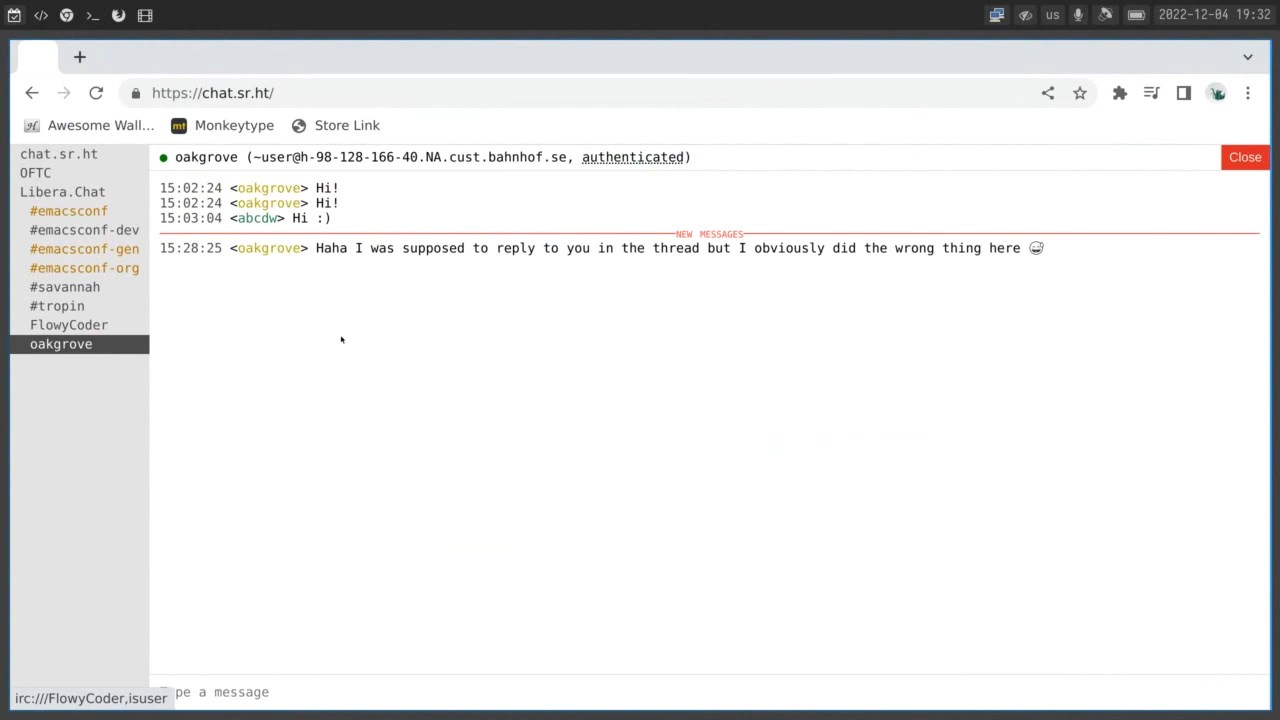 us 2022-12-04 19:32
https://chat.sr.ht/
Awesome Wall... mt Monkeytype Store Link
chat.sr.ht
OFTC
Libera.Chat
#emacsconf
#emacsconf-dev
#emacsconf-gen
#emacsconf-org
#savannah
#tropin
FlowyCoder
oakgrove
oakgrove (~user@h-98-128-166-40.NA.cust.bahnhof.se, authenticated)
Close
15:02:24 <oakgrove> Hi!
15:02:24 <oakgrove> Hi!
15:03:04 <abcdw> Hi :)
NEW MESSAGES
15:28:25 <oakgrove> Haha I was supposed to reply to you in the thread but I obviously did the wrong thing here 😅
pe a message
irc:///FlowyCoder,isuser